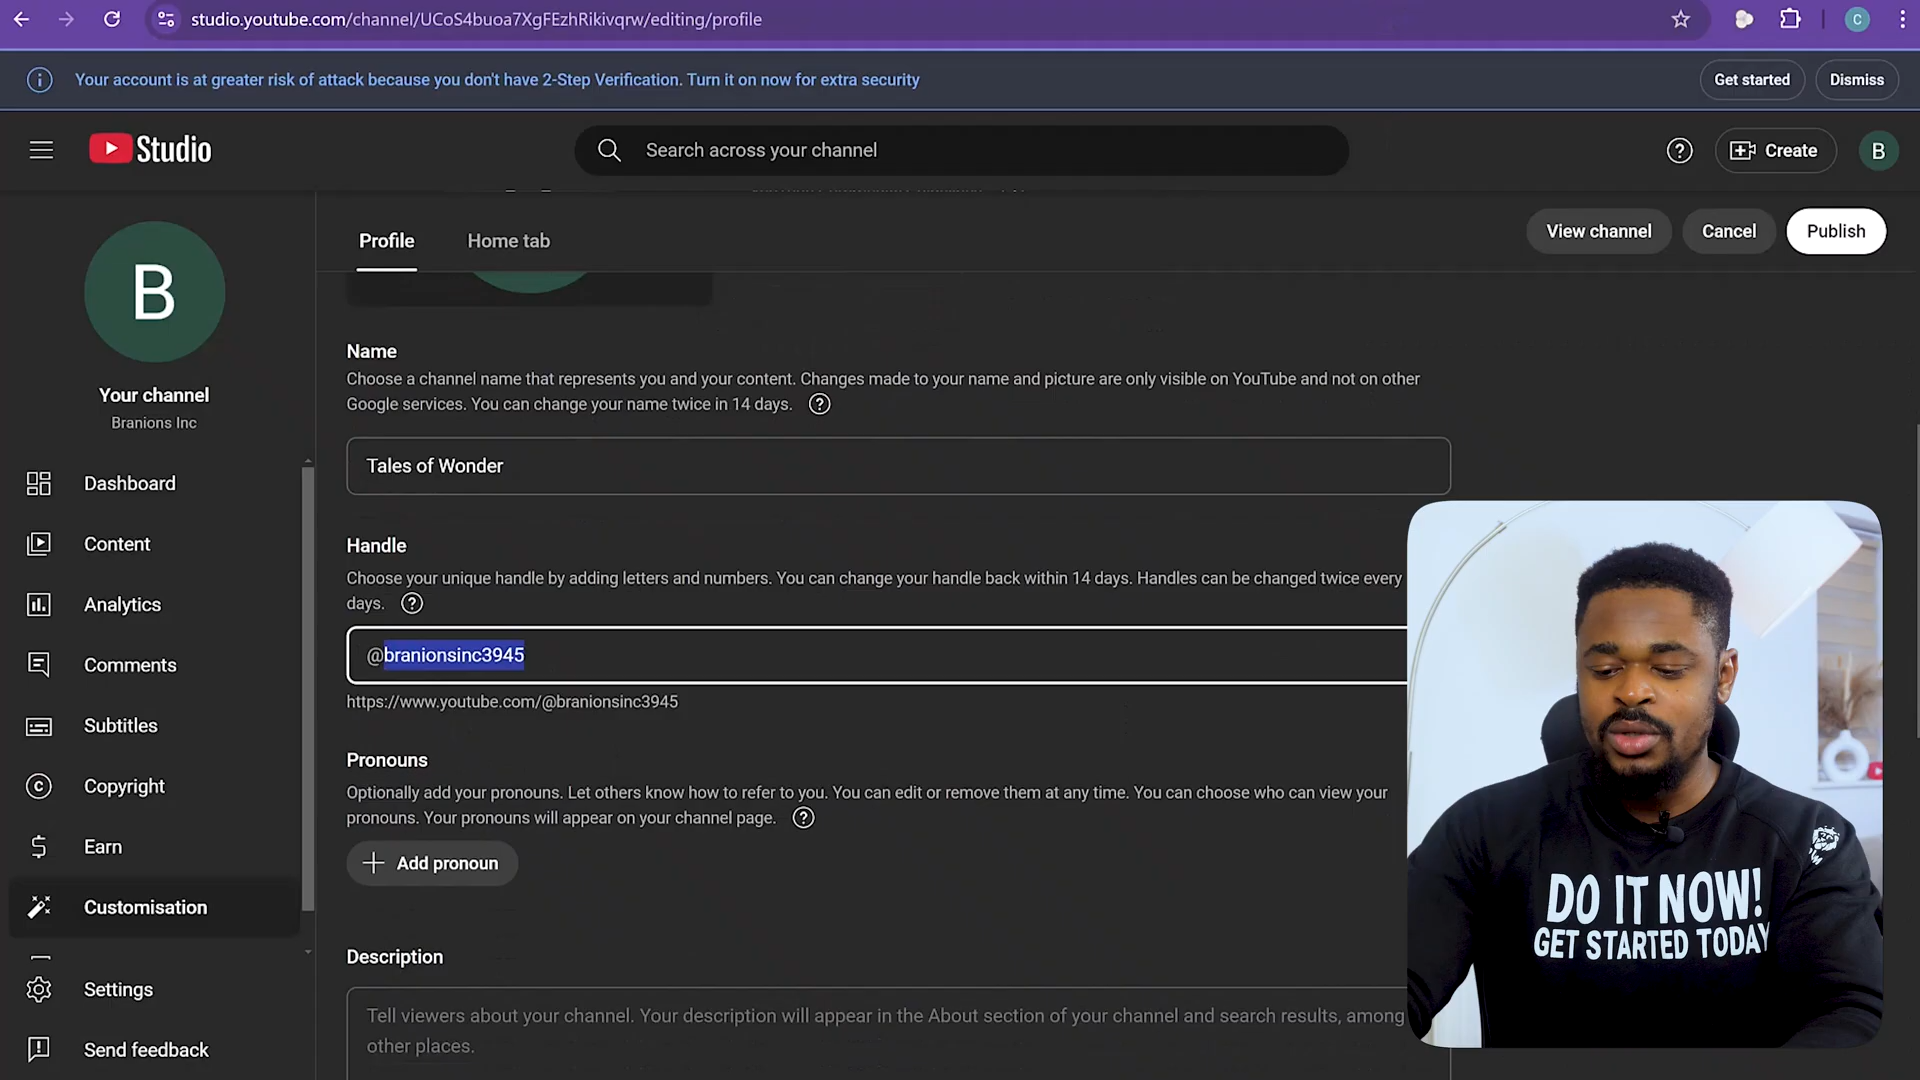 studio.youtube.com/channel/UCoS4buoa7XgFEzhRikivqrw/editing/profile
C
Your account is at greater risk of attack because you don't have 2-Step Verification. Turn it on now for extra security
Get started
Dismiss
Studio
Search across your channel
Create
B
B
Your channel
Branions Inc
Dashboard
Content
Analytics
Comments
Subtitles
Copyright
Earn
Customisation
Settings
Send feedback
Profile
Home tab
View channel
Cancel
Publish
Name
Choose a channel name that represents you and your content. Changes made to your name and picture are only visible on YouTube and not on other
Google services. You can change your name twice in 14 days.
Tales of Wonder
Handle
Choose your unique handle by adding letters and numbers. You can change your handle back within 14 days. Handles can be changed twice every
days.
@branionsinc3945
https://www.youtube.com/@branionsinc3945
Pronouns
Optionally add your pronouns. Let others know how to refer to you. You can edit or remove them at any time. You can choose who can view your
pronouns. Your pronouns will appear on your channel page.
Add pronoun
Description
Tell viewers about your channel. Your description will appear in the About section of your channel and search results, among
other places.
DO IT NOW!
GET STARTED TODAY